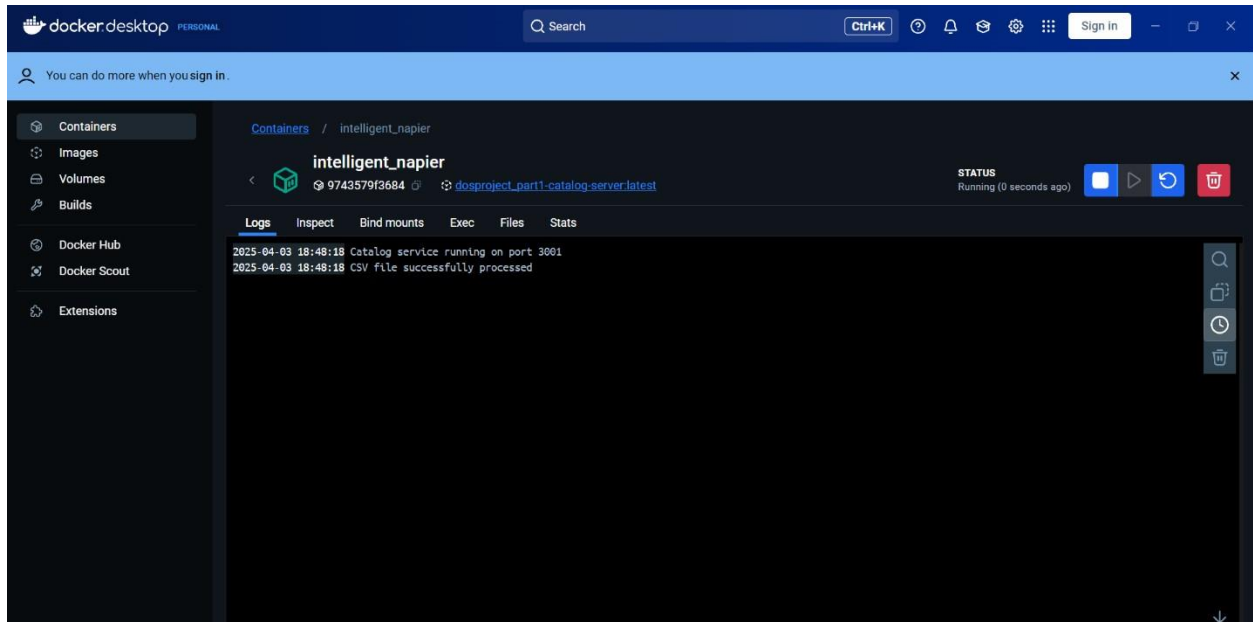 docker.desktop PERSONAL
Search
Ctrl+K
Sign in
You can do more when you sign in.
Containers
Images
Volumes
Builds
Docker Hub
Docker Scout
Extensions
Containers / intelligent_napier
intelligent_napier
9743579f3684
dosproject_part1-catalog-server:latest
STATUS
Running (0 seconds ago)
Logs Inspect Bind mounts Exec Files Stats
2025-04-03 18:48:18 Catalog service running on port 3001
2025-04-03 18:48:18 CSV file successfully processed